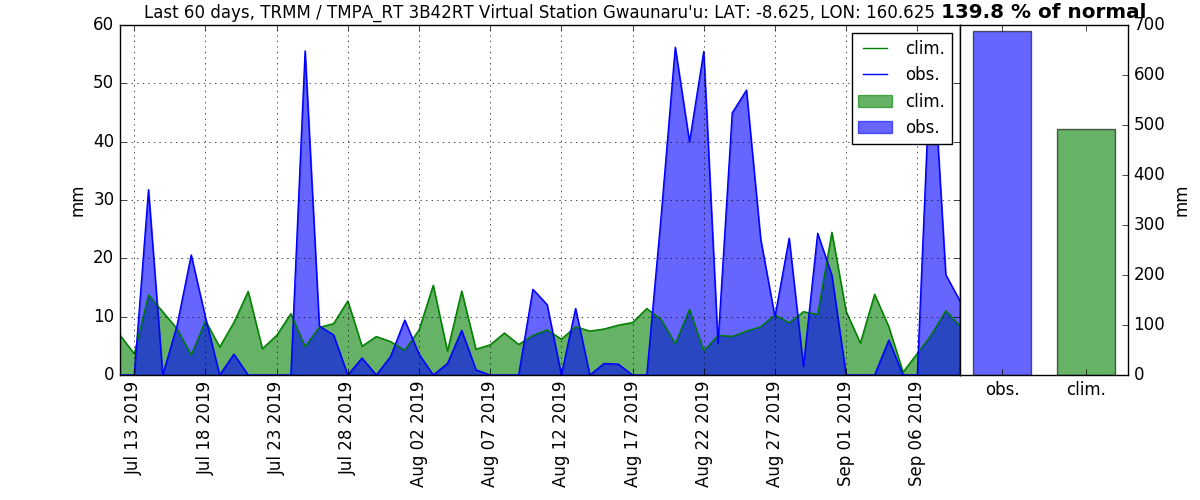 Last 60 days, TRMM / TMPA_RT 3B42RT Virtual Station Gwaunaru'u: LAT: -8.625, LON: 160.625 139.8 % of normal
60
50
40
30
20
10
0
mm
clim.
obs.
clim.
obs.
Jul 13 2019
Jul 18 2019
Jul 23 2019
Jul 28 2019
Aug 02 2019
Aug 07 2019
Aug 12 2019
Aug 17 2019
Aug 22 2019
Aug 27 2019
Sep 01 2019
Sep 06 2019
700
600
500
400
300
200
100
0
mm
obs.
clim.